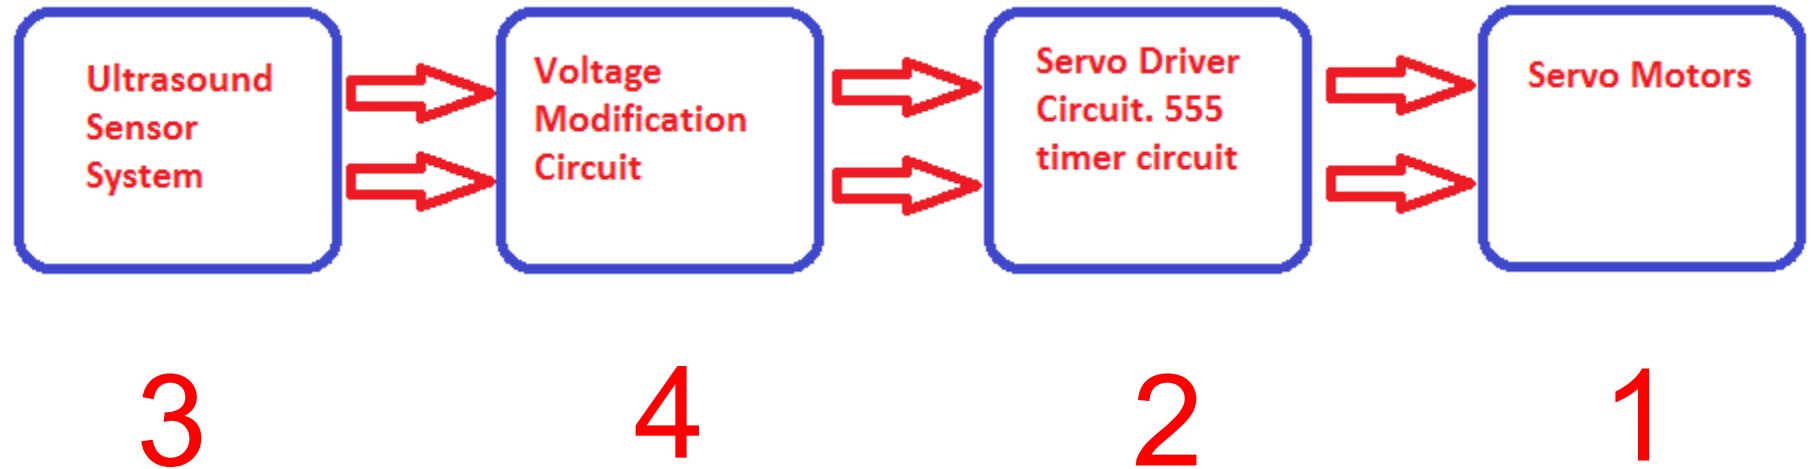 Ultrasound
Sensor
System
Voltage
Modification
Circuit
Servo Driver
Circuit. 555
timer circuit
Servo Motors
3
4
2
1